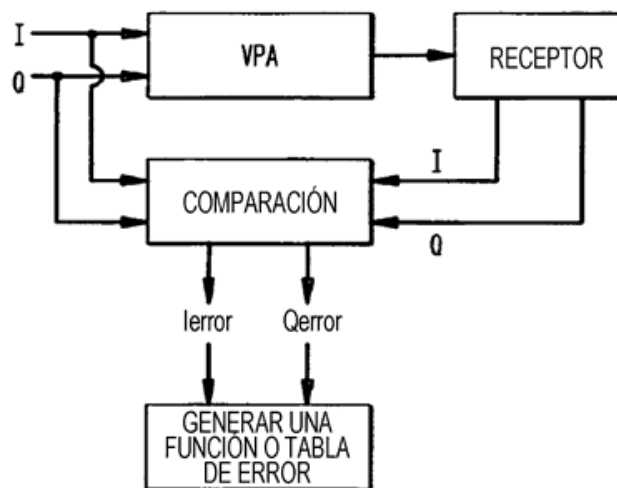 I
Q
VPA
RECEPTOR
I
COMPARACIÓN
Q
Ierror
Qerror
GENERAR UNA
FUNCIÓN O TABLA
DE ERROR